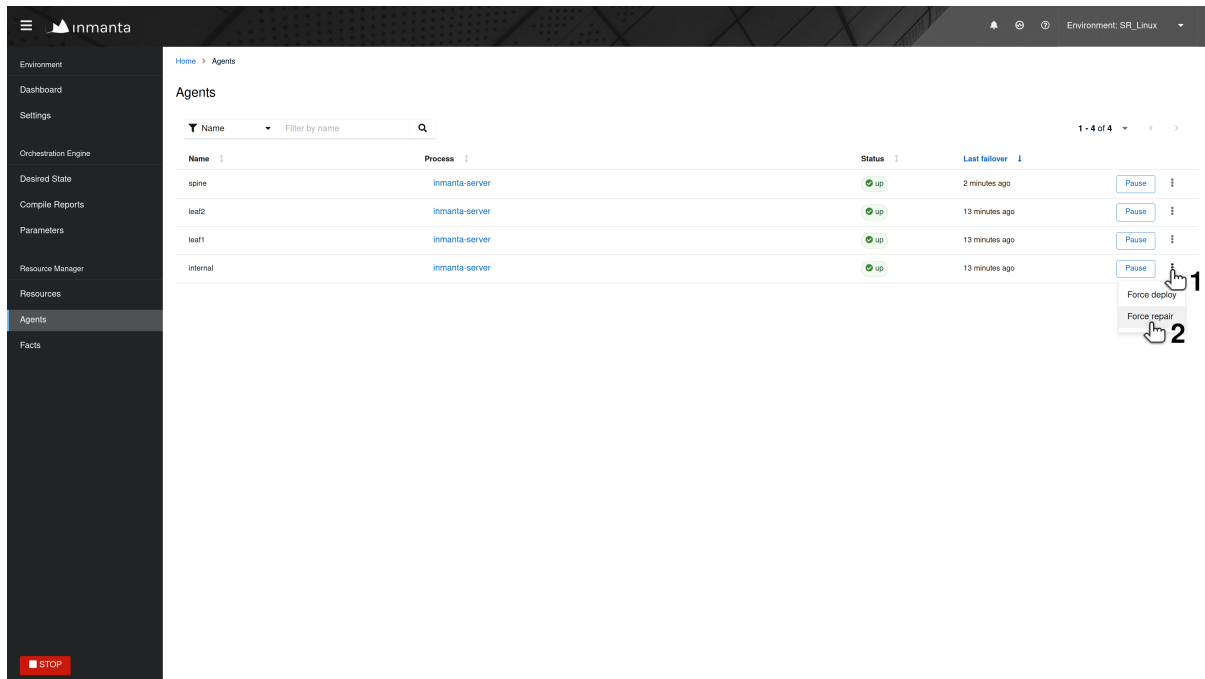 inmanta
Environment: SR_Linux
Environment
Dashboard
Settings
Orchestration Engine
Desired State
Compile Reports
Parameters
Resource Manager
Resources
Agents
Facts
STOP
Home > Agents
Agents
Name Filter by name 1 - 4 of 4
Name Process Status Last failover
spine inmanta-server up 2 minutes ago Pause
leaf2 inmanta-server up 13 minutes ago Pause
leaf1 inmanta-server up 13 minutes ago Pause
internal inmanta-server up 13 minutes ago Pause
1
Force deploy
Force repair
2